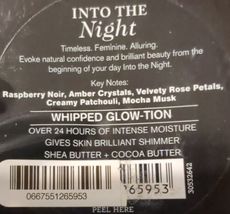 INTO THE
Night
Timeless. Feminine. Alluring.
Evoke natural confidence and brilliant beauty from the
beginning of your day Into the Night.
Key Notes:
Raspberry Noir, Amber Crystals, Velvety Rose Petals,
Creamy Patchouli, Mocha Musk
WHIPPED GLOW-TION
OVER 24 HOURS OF INTENSE MOISTURE
GIVES SKIN BRILLIANT SHIMMER
SHEA BUTTER + COCOA BUTTER
0667551265953
65953
30532642
PEEL HERE